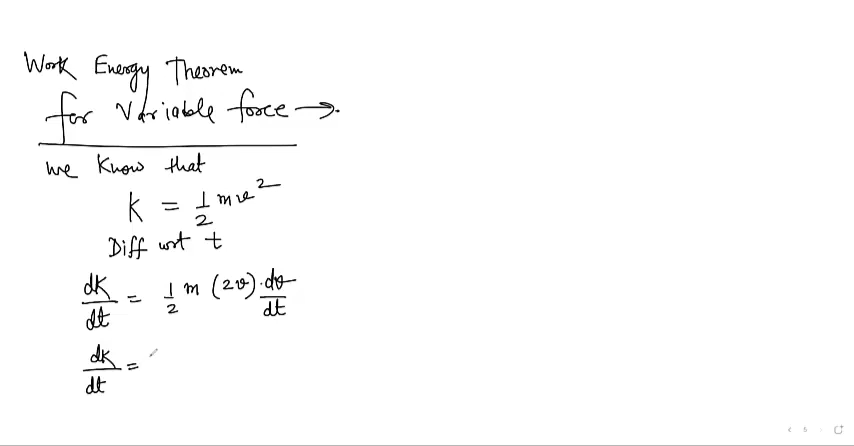 Work Energy Theorem
for Variable force →.
we Know that
K = 1/2 mv²
Diff wrt t
dK/dt = 1/2 m (2v) . dv/dt
dK/dt =